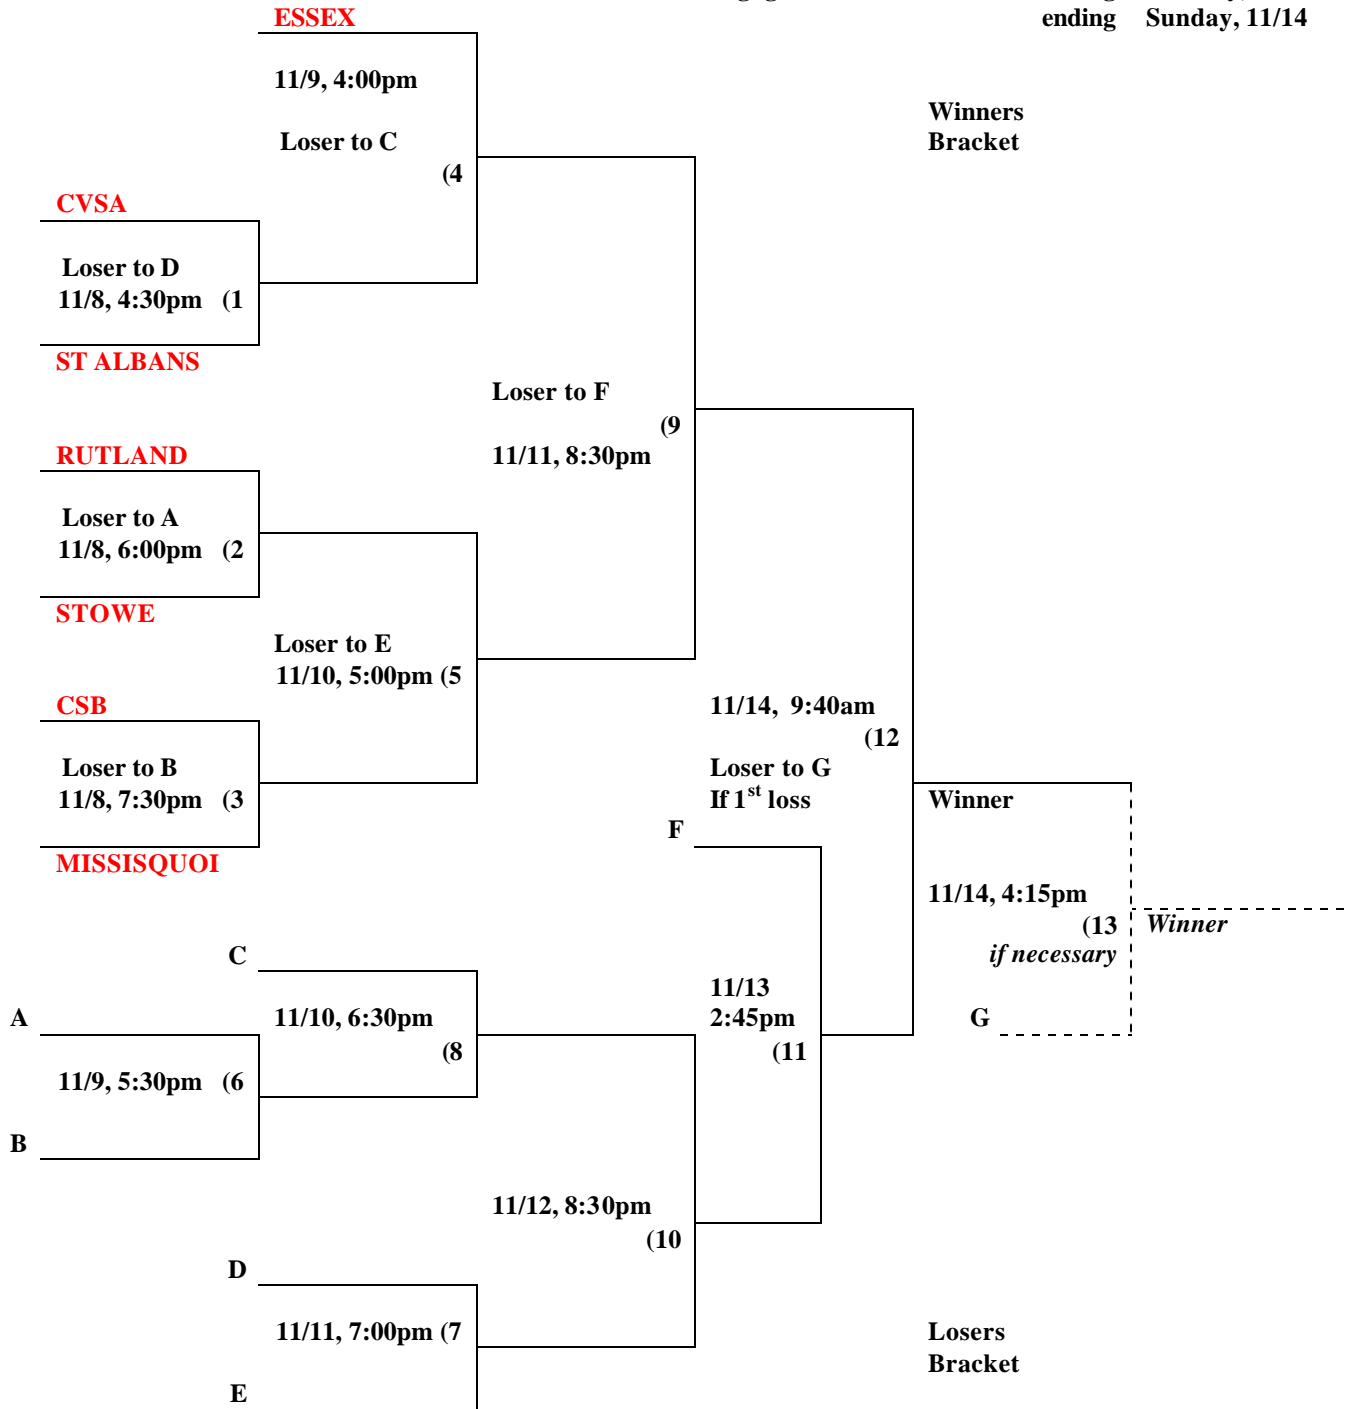 ESSEX
ending Sunday, 11/14
11/9, 4:00pm
Winners
Bracket
Loser to C
(4
CVSA
Loser to D
11/8, 4:30pm (1
ST ALBANS
Loser to F
(9
11/11, 8:30pm
RUTLAND
Loser to A
11/8, 6:00pm (2
STOWE
Loser to E
11/10, 5:00pm (5
CSB
11/14, 9:40am
(12
Loser to B
11/8, 7:30pm (3
Loser to G
If 1st loss
Winner
F
MISSISQUOI
11/14, 4:15pm
(13
if necessary
Winner
C
A
11/10, 6:30pm
(8
11/13
2:45pm
(11
G
11/9, 5:30pm (6
B
11/12, 8:30pm
(10
D
11/11, 7:00pm (7
Losers
Bracket
E